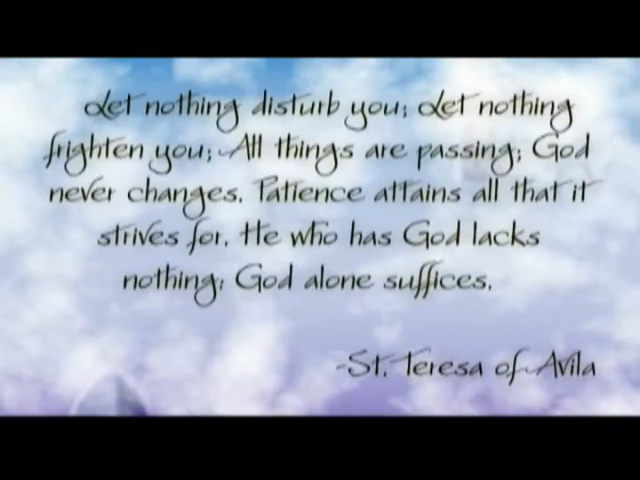 Let nothing disturb you; Let nothing
frighten you; All things are passing; God
never changes. Patience attains all that it
strives for. He who has God lacks
nothing; God alone suffices.
-St. Teresa of Avila